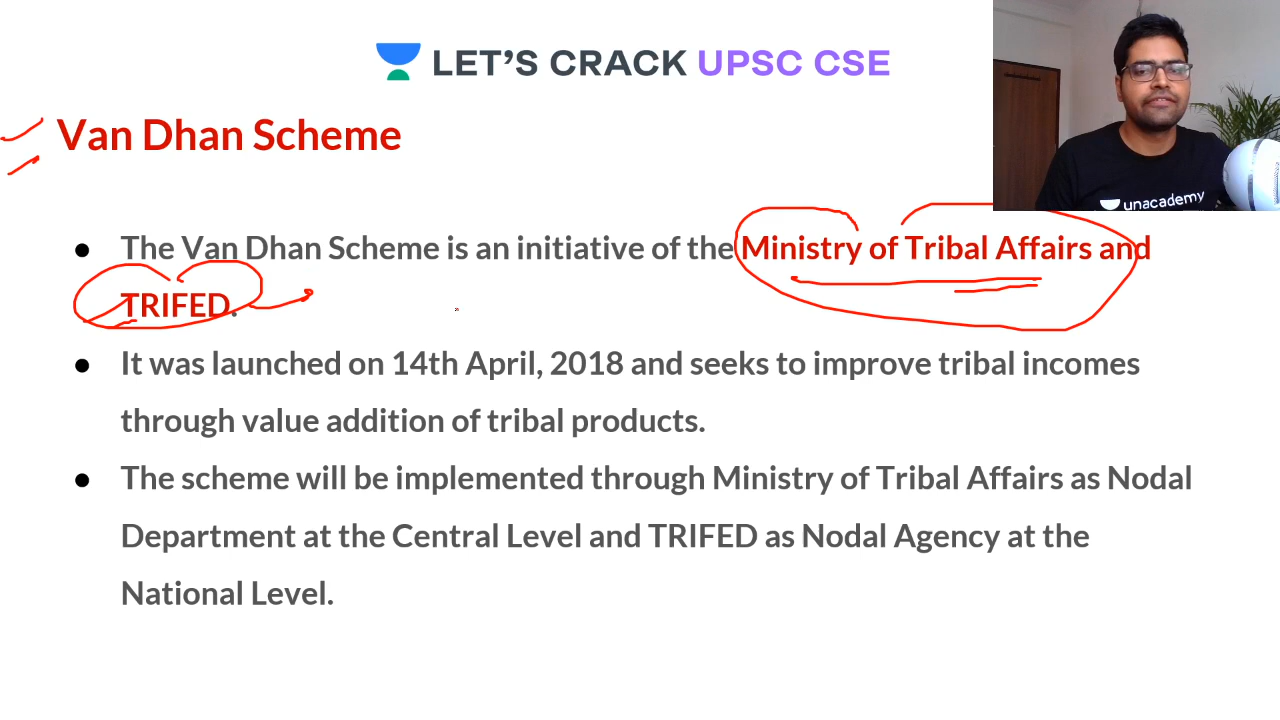 LET'S CRACK UPSC CSE
unacademy
Van Dhan Scheme
● The Van Dhan Scheme is an initiative of the Ministry of Tribal Affairs and
TRIFED.
● It was launched on 14th April, 2018 and seeks to improve tribal incomes
through value addition of tribal products.
● The scheme will be implemented through Ministry of Tribal Affairs as Nodal
Department at the Central Level and TRIFED as Nodal Agency at the
National Level.